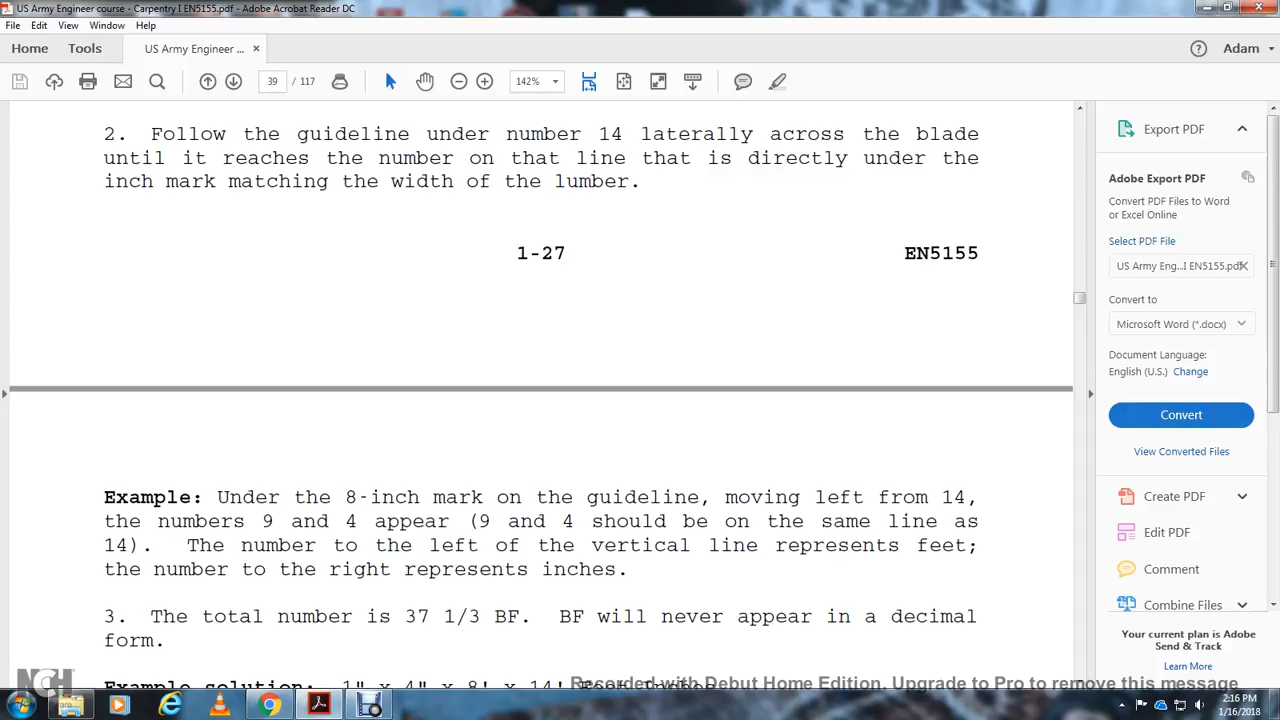 US Army Engineer course - Carpentry I EN5155.pdf - Adobe Acrobat Reader DC
File Edit View Window Help
Home Tools US Army Engineer ... × Adam
39 / 117 142%
2. Follow the guideline under number 14 laterally across the blade
until it reaches the number on that line that is directly under the
inch mark matching the width of the lumber.
1-27 EN5155
Example: Under the 8-inch mark on the guideline, moving left from 14,
the numbers 9 and 4 appear (9 and 4 should be on the same line as
14). The number to the left of the vertical line represents feet;
the number to the right represents inches.
3. The total number is 37 1/3 BF. BF will never appear in a decimal
form.
Example solution: 1" x 4" x 8' x 14'
Export PDF
Adobe Export PDF
Convert PDF Files to Word
or Excel Online
Select PDF File
US Army Eng...I EN5155.pdf
Convert to
Microsoft Word (*.docx)
Document Language:
English (U.S.) Change
Convert
View Converted Files
Create PDF
Edit PDF
Comment
Combine Files
Your current plan is Adobe
Send & Track
Learn More
NCH
Recorded with Debut Home Edition. Upgrade to Pro to remove this message
2:16 PM
1/16/2018